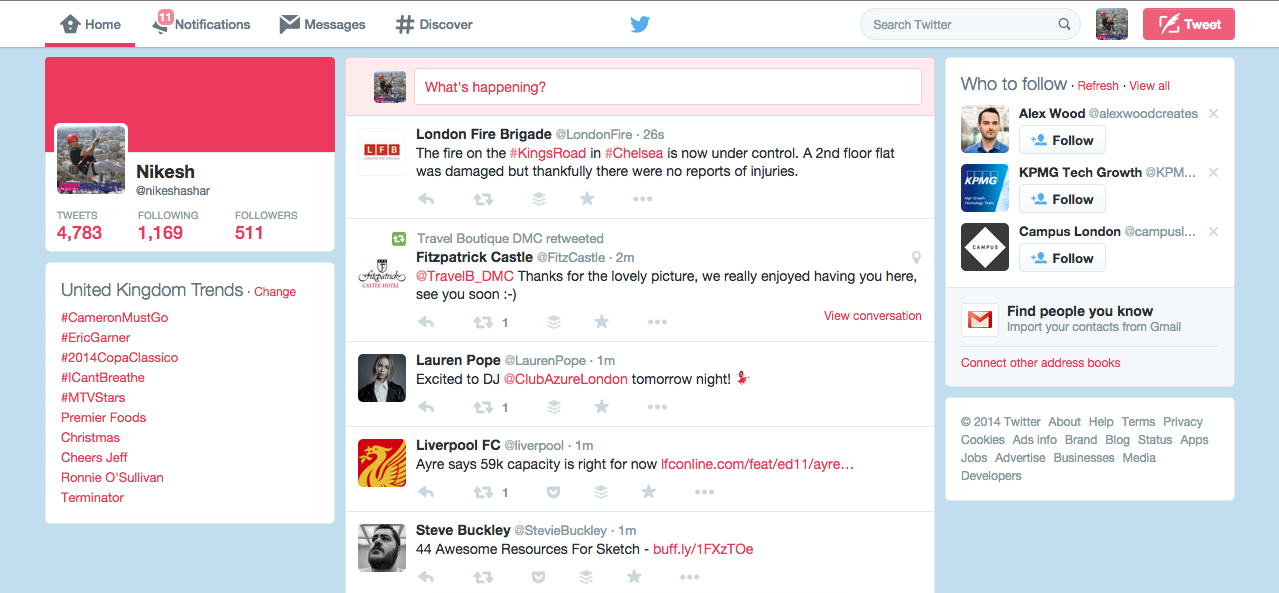 Home
11
Notifications
Messages
Discover
Search Twitter
Tweet
Nikesh
@nikeshashar
TWEETS FOLLOWING FOLLOWERS
4,783 1,169 511
United Kingdom Trends · Change
#CameronMustGo
#EricGarner
#2014CopaClassico
#ICantBreathe
#MTVStars
Premier Foods
Christmas
Cheers Jeff
Ronnie O'Sullivan
Terminator
What's happening?
LFB
London Fire Brigade @LondonFire · 26s
The fire on the #KingsRoad in #Chelsea is now under control. A 2nd floor flat
was damaged but thankfully there were no reports of injuries.
Travel Boutique DMC retweeted
Fitzpatrick
CASTLE HOTEL
Fitzpatrick Castle @FitzCastle · 2m
@TravelB_DMC Thanks for the lovely picture, we really enjoyed having you here,
see you soon :-)
1
View conversation
Lauren Pope @LaurenPope · 1m
Excited to DJ @ClubAzureLondon tomorrow night!
1
Liverpool FC @liverpool · 1m
Ayre says 59k capacity is right for now lfconline.com/feat/ed11/ayre…
1
Steve Buckley @StevieBuckley · 1m
44 Awesome Resources For Sketch - buff.ly/1FXzTOe
Who to follow · Refresh · View all
Alex Wood @alexwoodcreates
Follow
KPMG
KPMG Tech Growth @KPM...
Follow
CAMPUS
Campus London @campusl...
Follow
Find people you know
Import your contacts from Gmail
Connect other address books
© 2014 Twitter About Help Terms Privacy
Cookies Ads info Brand Blog Status Apps
Jobs Advertise Businesses Media
Developers